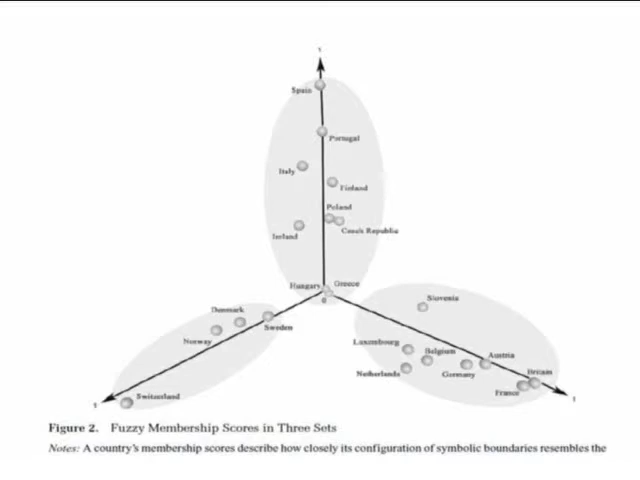 1
Spain
Portugal
Italy
Finland
Poland
Ireland
Czech Republic
Hungary
Greece
0
Slovenia
Denmark
Sweden
Norway
Luxembourg
Belgium
Austria
Netherlands
Germany
Britain
France
Switzerland
1
1
Figure 2. Fuzzy Membership Scores in Three Sets
Notes: A country's membership scores describe how closely its configuration of symbolic boundaries resembles the